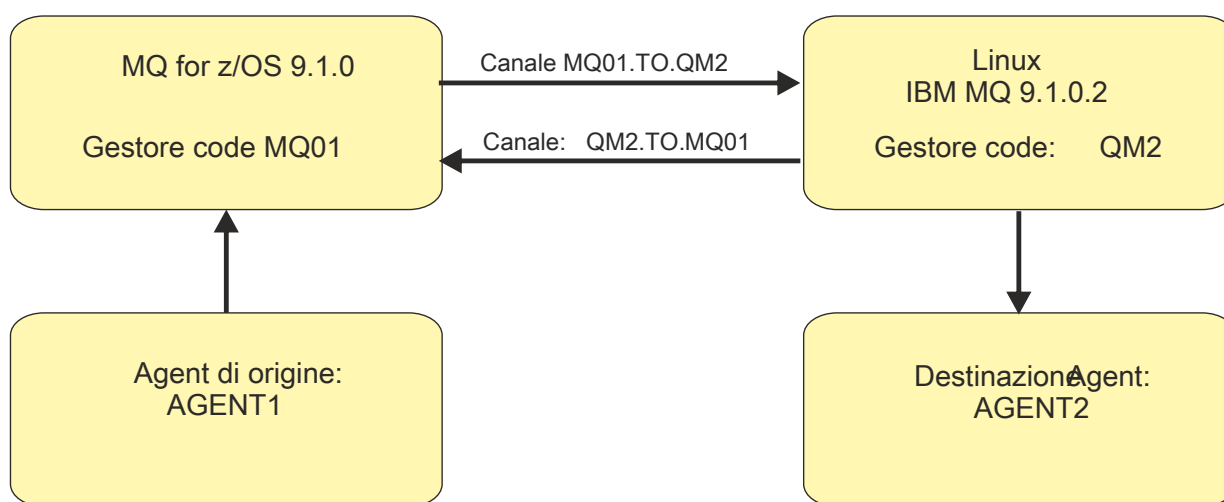 MQ for z/OS 9.1.0
Gestore code MQ01
Canale MQ01.TO.QM2
Canale: QM2.TO.MQ01
Linux
IBM MQ 9.1.0.2
Gestore code: QM2
Agent di origine:
AGENT1
DestinazioneAgent:
AGENT2